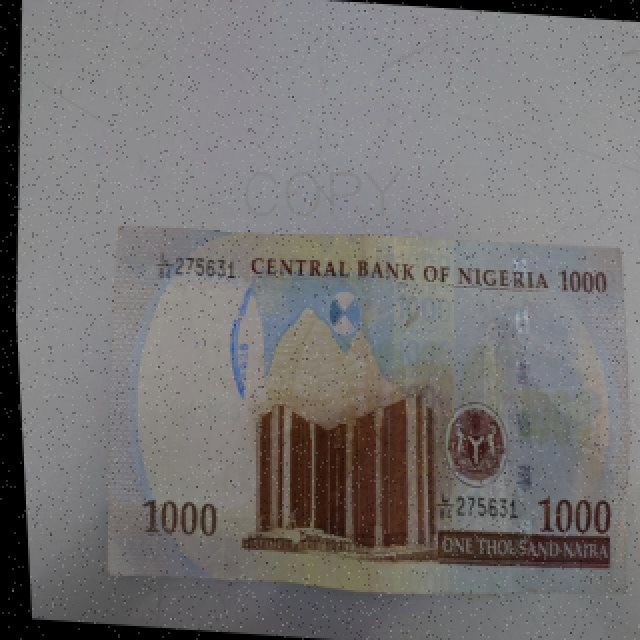 COPY
275631 CENTRAL BANK OF NIGERIA 1000
275631
1000 1000
ONE THOUSAND NAIRA